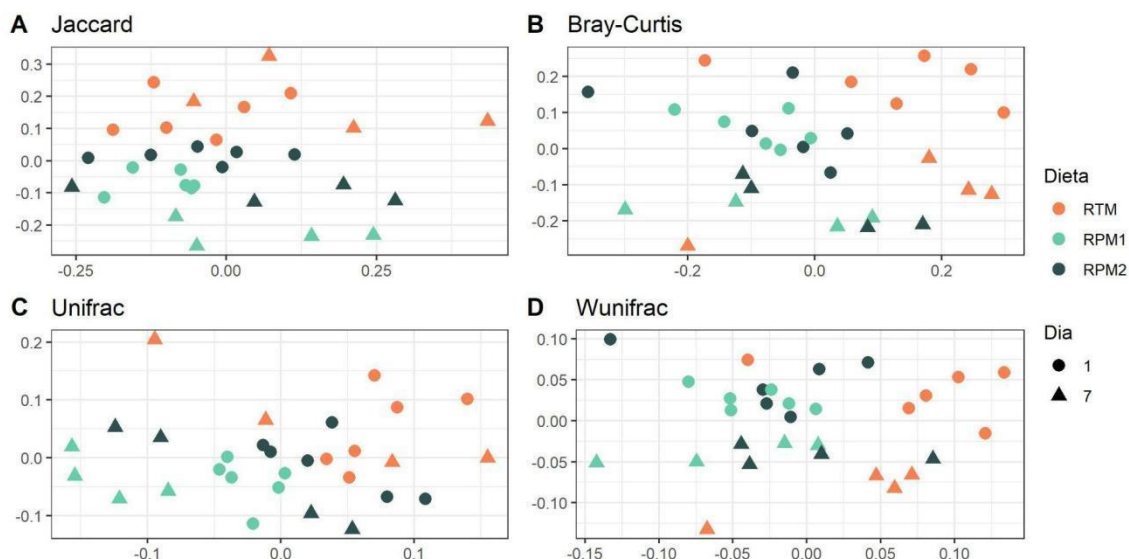 A Jaccard
0.3
0.2
0.1
0.0
-0.1
-0.2
-0.25 0.00 0.25
B Bray-Curtis
0.2
0.1
0.0
-0.1
-0.2
-0.2 0.0 0.2
C Unifrac
0.2
0.1
0.0
-0.1
-0.1 0.0 0.1
D Wunifrac
0.10
0.05
0.00
-0.05
-0.10
-0.15 -0.10 -0.05 0.00 0.05 0.10
Dieta
RTM
RPM1
RPM2
Dia
1
7